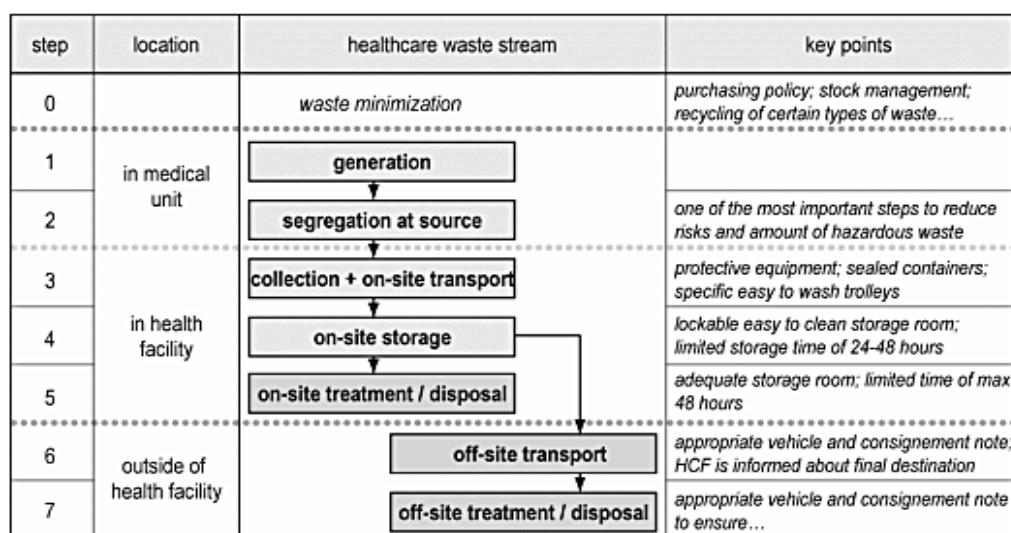 step location healthcare waste stream key points
0 waste minimization purchasing policy; stock management;
recycling of certain types of waste…
1 in medical unit generation
2 segregation at source one of the most important steps to reduce
risks and amount of hazardous waste
3 in health facility collection + on-site transport protective equipment; sealed containers;
specific easy to wash trolleys
4 on-site storage lockable easy to clean storage room;
limited storage time of 24-48 hours
5 on-site treatment / disposal adequate storage room; limited time of max
48 hours
6 outside of health facility off-site transport appropriate vehicle and consignement note;
HCF is informed about final destination
7 off-site treatment / disposal appropriate vehicle and consignement note
to ensure…